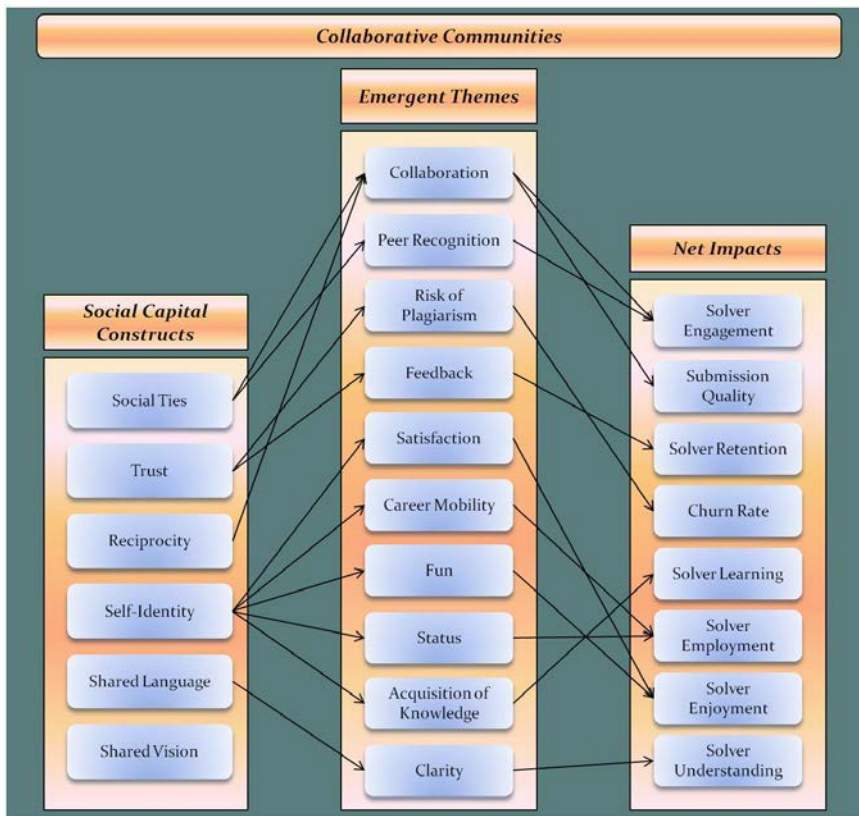 Collaborative Communities
Emergent Themes
Collaboration
Peer Recognition
Risk of
Plagiarism
Feedback
Satisfaction
Career Mobility
Fun
Status
Acquisition of
Knowledge
Clarity
Social Capital
Constructs
Social Ties
Trust
Reciprocity
Self-Identity
Shared Language
Shared Vision
Net Impacts
Solver
Engagement
Submission
Quality
Solver Retention
Churn Rate
Solver Learning
Solver
Employment
Solver
Enjoyment
Solver
Understanding